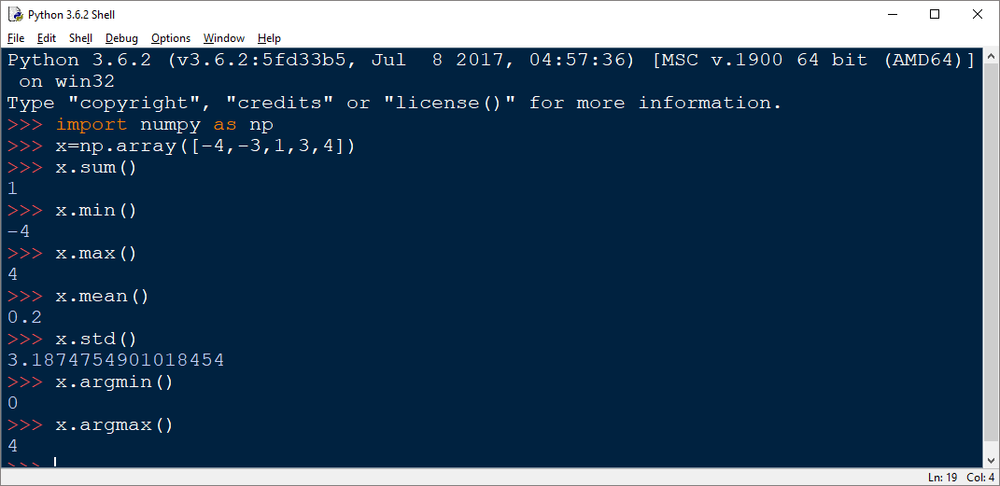 Python 3.6.2 Shell
File Edit Shell Debug Options Window Help
Python 3.6.2 (v3.6.2:5fd33b5, Jul  8 2017, 04:57:36) [MSC v.1900 64 bit (AMD64)]
 on win32
Type "copyright", "credits" or "license()" for more information.
>>> import numpy as np
>>> x=np.array([-4,-3,1,3,4])
>>> x.sum()
1
>>> x.min()
-4
>>> x.max()
4
>>> x.mean()
0.2
>>> x.std()
3.1874754901018454
>>> x.argmin()
0
>>> x.argmax()
4
>>>
Ln: 19 Col: 4